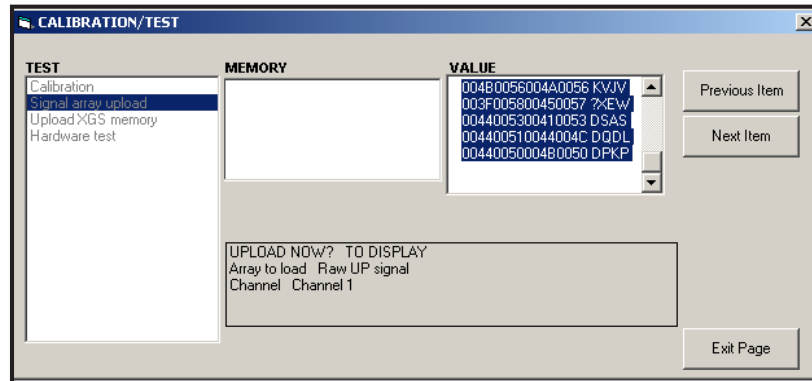 CALIBRATION/TEST
TEST
Calibration
Signal array upload
Upload XGS memory
Hardware test
MEMORY
VALUE
004B0056004A0056 KVJV
003F005800450057 ?XEW
0044005300410053 DSAS
004400510044004C DQDL
00440050004B0050 DPKP
Previous Item
Next Item
UPLOAD NOW? TO DISPLAY
Array to load Raw UP signal
Channel Channel 1
Exit Page